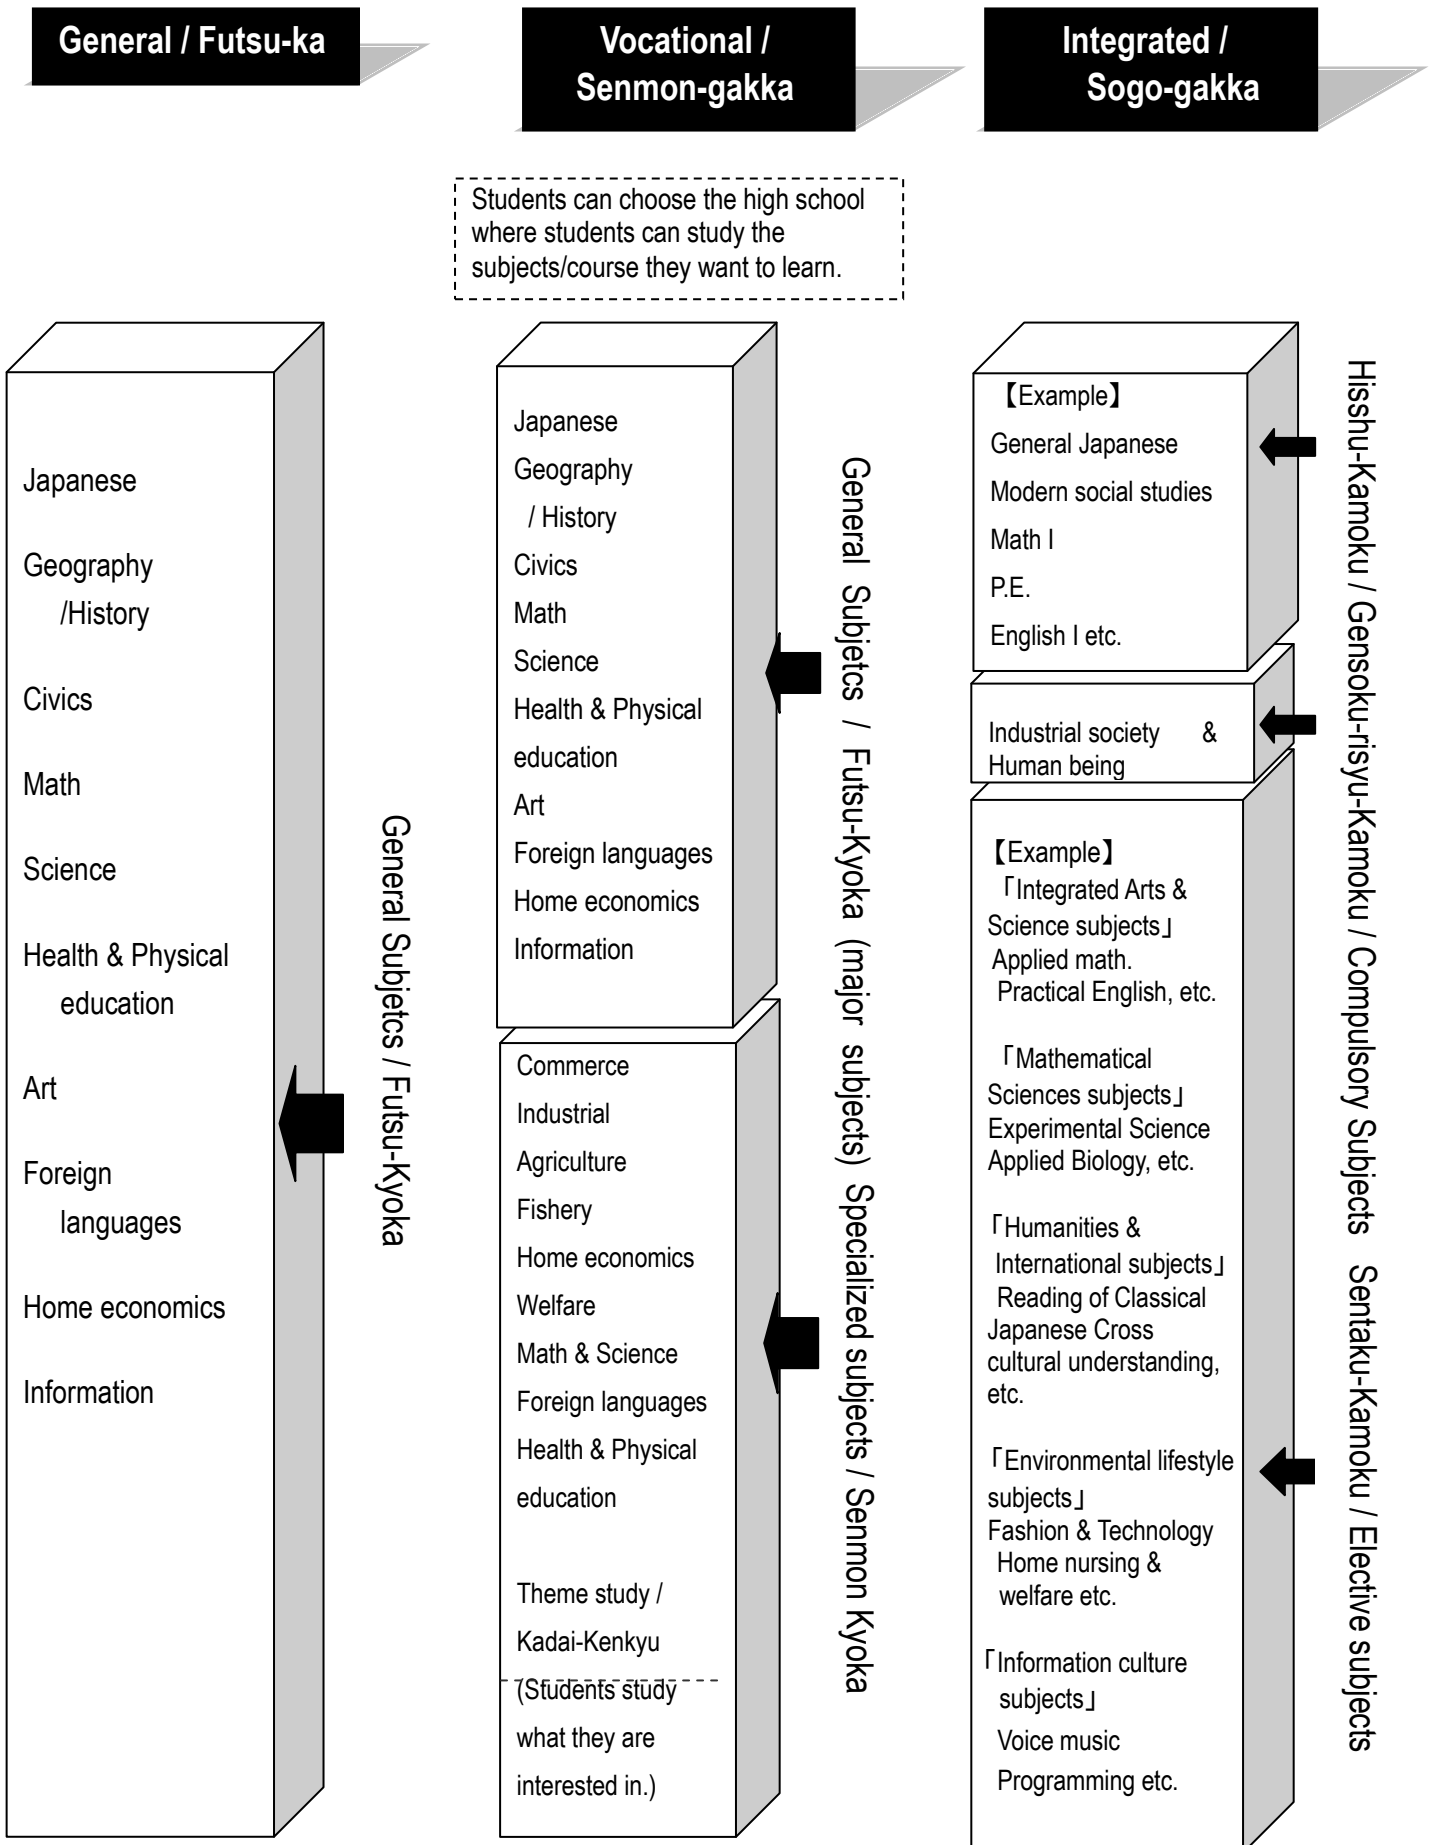 General / Futsu-ka
Vocational /
Senmon-gakka
Integrated /
Sogo-gakka
Students can choose the high school
where students can study the
subjects/course they want to learn.
Japanese
Geography
/History
Civics
Math
Science
Health & Physical
education
Art
Foreign
languages
Home economics
Information
General Subjetcs / Futsu-Kyoka
Japanese
Geography
/ History
Civics
Math
Science
Health & Physical
education
Art
Foreign languages
Home economics
Information
Commerce
Industrial
Agriculture
Fishery
Home economics
Welfare
Math & Science
Foreign languages
Health & Physical
education
Theme study /
Kadai-Kenkyu
(Students study
what they are
interested in.)
General Subjetcs / Futsu-Kyoka (major subjects) Specialized subjects / Senmon Kyoka
【Example】
General Japanese
Modern social studies
Math I
P.E.
English I etc.
Industrial society &
Human being
【Example】
「Integrated Arts &
Science subjects」
Applied math.
Practical English, etc.
「Mathematical
Sciences subjects」
Experimental Science
Applied Biology, etc.
「Humanities &
International subjects」
Reading of Classical
Japanese Cross
cultural understanding,
etc.
「Environmental lifestyle
subjects」
Fashion & Technology
Home nursing &
welfare etc.
「Information culture
subjects」
Voice music
Programming etc.
Hisshu-Kamoku / Gensoku-risyu-Kamoku / Compulsory Subjects Sentaku-Kamoku / Elective subjects